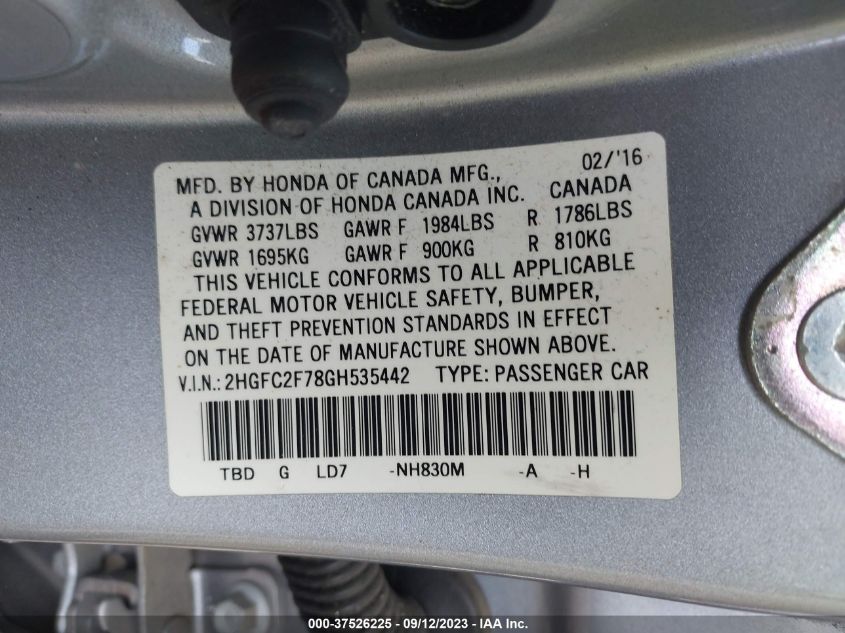 MFD. BY HONDA OF CANADA MFG., 02/'16
A DIVISION OF HONDA CANADA INC. CANADA
GVWR 3737LBS GAWR F 1984LBS R 1786LBS
GVWR 1695KG GAWR F 900KG R 810KG
THIS VEHICLE CONFORMS TO ALL APPLICABLE
FEDERAL MOTOR VEHICLE SAFETY, BUMPER,
AND THEFT PREVENTION STANDARDS IN EFFECT
ON THE DATE OF MANUFACTURE SHOWN ABOVE.
V.I.N.: 2HGFC2F78GH535442 TYPE: PASSENGER CAR
TBD G LD7 -NH830M -A -H
000-37526225 - 09/12/2023 - IAA Inc.